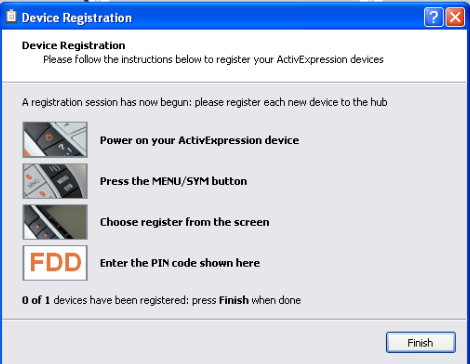 Device Registration
Device Registration
Please follow the instructions below to register your ActivExpression devices
A registration session has now begun: please register each new device to the hub
Power on your ActivExpression device
Press the MENU/SYM button
Choose register from the screen
FDD Enter the PIN code shown here
0 of 1 devices have been registered: press Finish when done
Finish